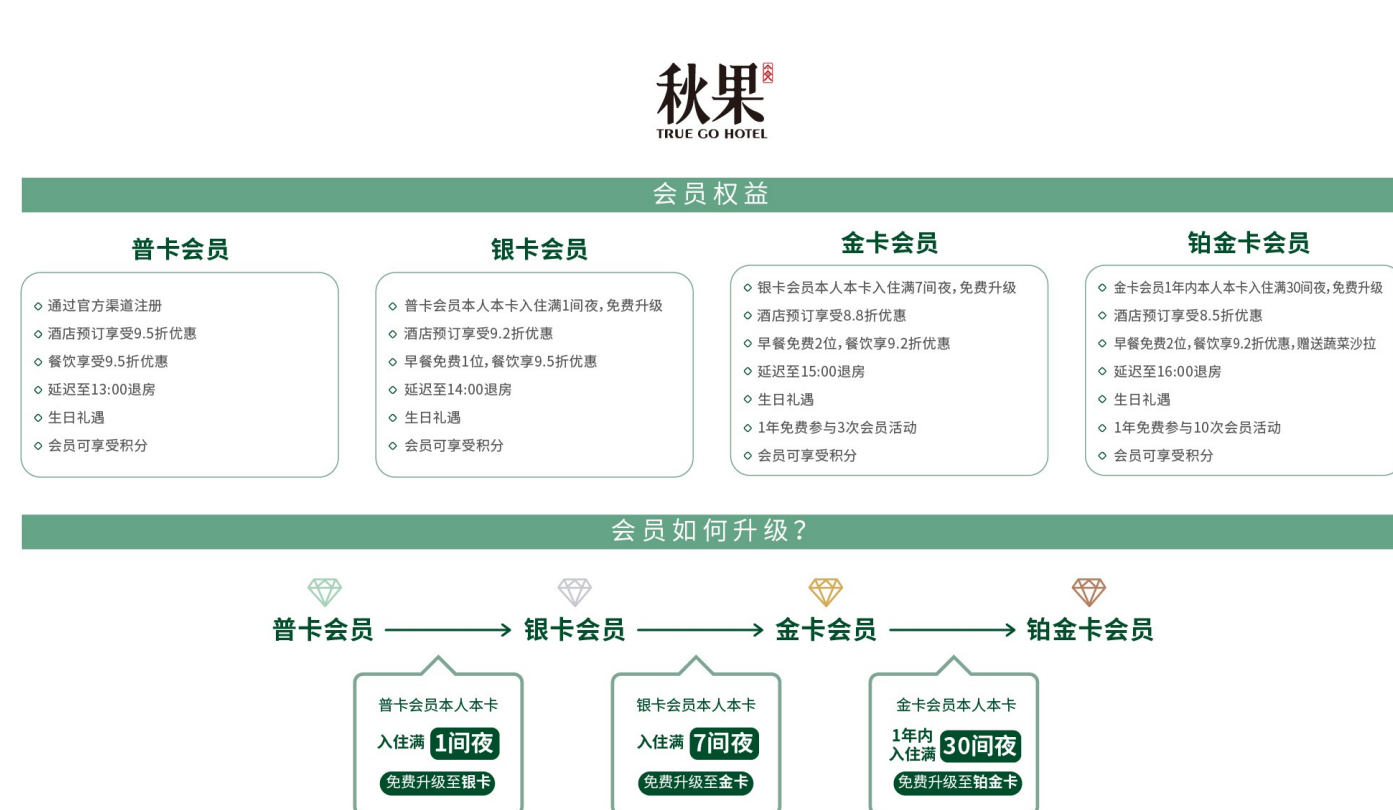 秋果
TRUE GO HOTEL
会员权益
普卡会员
通过官方渠道注册
酒店预订享受9.5折优惠
餐饮享受9.5折优惠
延迟至13:00退房
生日礼遇
会员可享受积分
银卡会员
普卡会员本人本卡入住满1间夜,免费升级
酒店预订享受9.2折优惠
早餐免费1位,餐饮享9.5折优惠
延迟至14:00退房
生日礼遇
会员可享受积分
金卡会员
银卡会员本人本卡入住满7间夜,免费升级
酒店预订享受8.8折优惠
早餐免费2位,餐饮享9.2折优惠
延迟至15:00退房
生日礼遇
1年免费参与3次会员活动
会员可享受积分
铂金卡会员
金卡会员1年内本人本卡入住满30间夜,免费升级
酒店预订享受8.5折优惠
早餐免费2位,餐饮享9.2折优惠,赠送蔬菜沙拉
延迟至16:00退房
生日礼遇
1年免费参与10次会员活动
会员可享受积分
会员如何升级?
普卡会员 银卡会员 金卡会员 铂金卡会员
普卡会员本人本卡
入住满 1间夜
免费升级至银卡
银卡会员本人本卡
入住满 7间夜
免费升级至金卡
金卡会员本人本卡
1年内
入住满 30间夜
免费升级至铂金卡